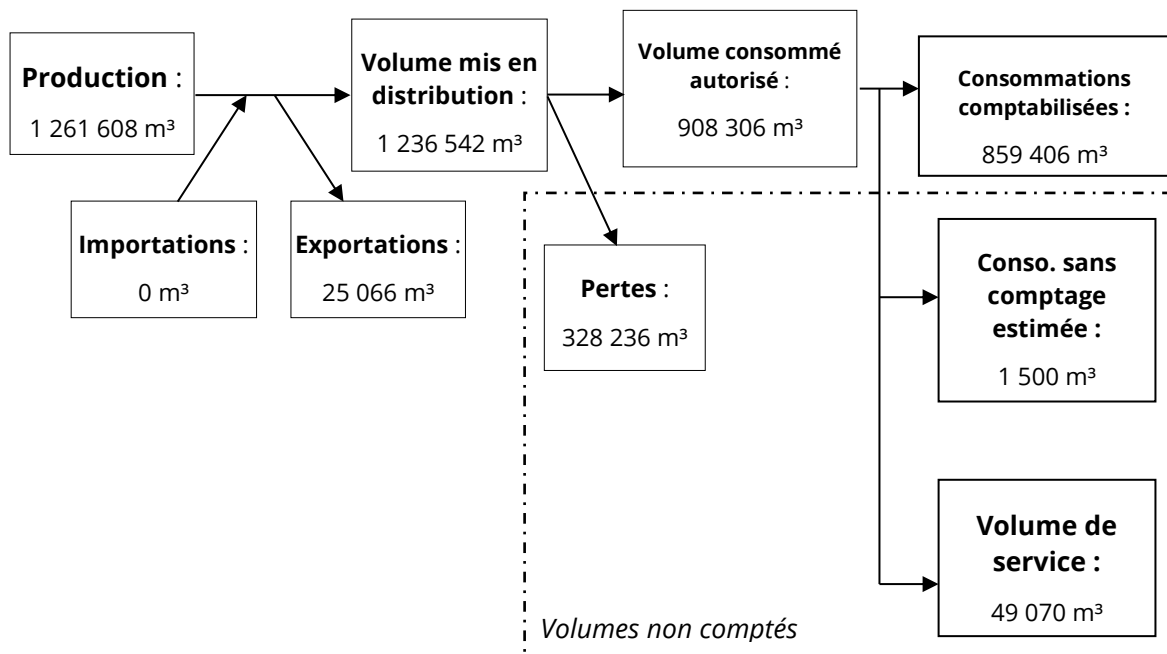 Production :
1 261 608 m³
Volume mis en
distribution :
1 236 542 m³
Volume consommé
autorisé :
908 306 m³
Consommations
comptabilisées :
859 406 m³
Importations :
0 m³
Exportations :
25 066 m³
Pertes :
328 236 m³
Conso. sans
comptage
estimée :
1 500 m³
Volume de
service :
49 070 m³
Volumes non comptés